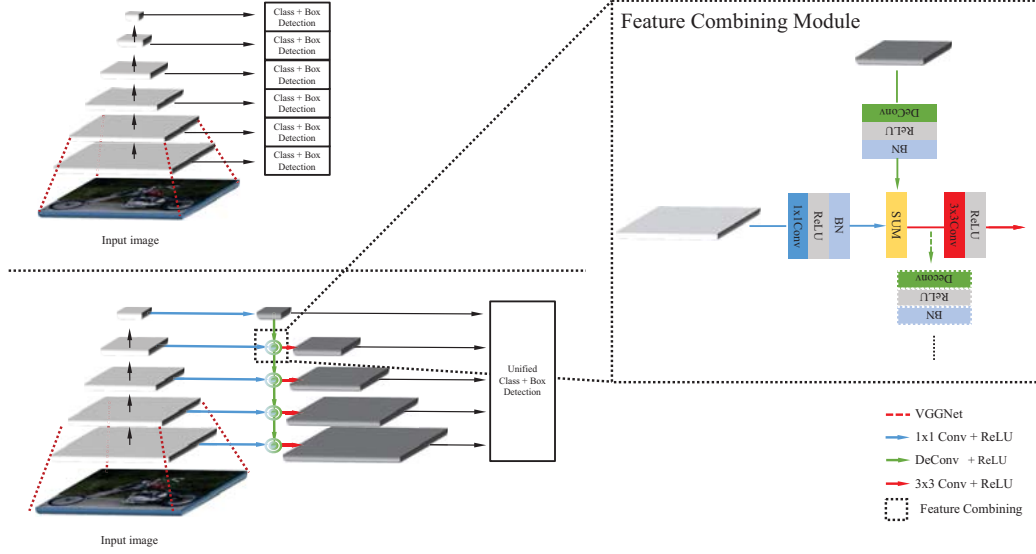 Class + Box
Detection
Class + Box
Detection
Class + Box
Detection
Class + Box
Detection
Class + Box
Detection
Class + Box
Detection
Input image
Feature Combining Module
DeConv
ReLU
BN
1x1Conv
ReLU
BN
SUM
3x3Conv
ReLU
Deconv
ReLU
BN
Unified
Class + Box
Detection
Input image
VGGNet
1x1 Conv + ReLU
DeConv + ReLU
3x3 Conv + ReLU
Feature Combining